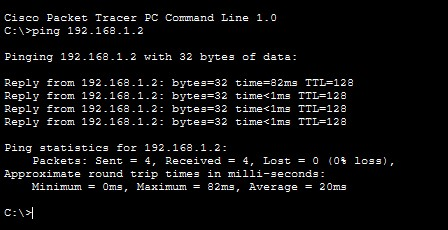 Cisco Packet Tracer PC Command Line 1.0
C:\>ping 192.168.1.2
Pinging 192.168.1.2 with 32 bytes of data:
Reply from 192.168.1.2: bytes=32 time=82ms TTL=128
Reply from 192.168.1.2: bytes=32 time<1ms TTL=128
Reply from 192.168.1.2: bytes=32 time<1ms TTL=128
Reply from 192.168.1.2: bytes=32 time<1ms TTL=128
Ping statistics for 192.168.1.2:
    Packets: Sent = 4, Received = 4, Lost = 0 (0% loss),
Approximate round trip times in milli-seconds:
    Minimum = 0ms, Maximum = 82ms, Average = 20ms
C:\>